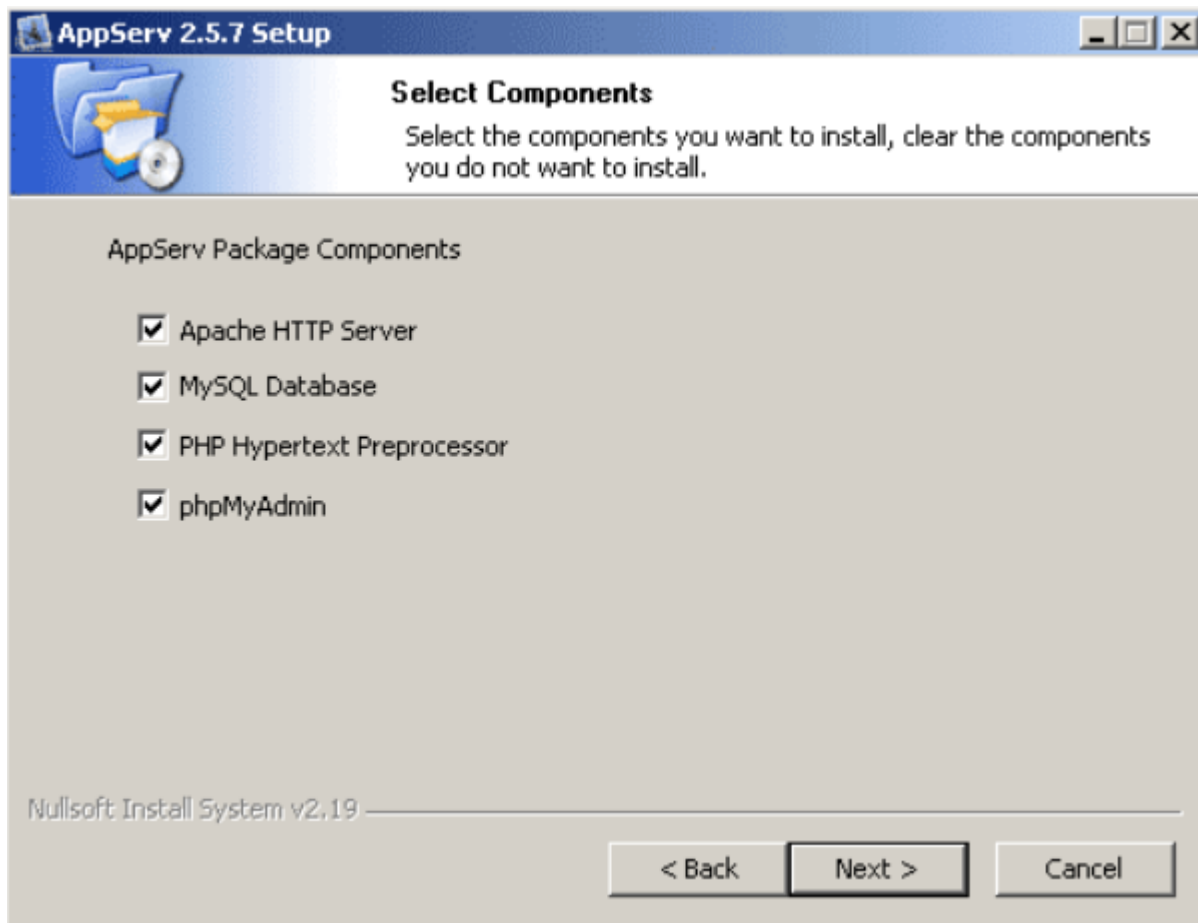 AppServ 2.5.7 Setup
Select Components
Select the components you want to install, clear the components
you do not want to install.
AppServ Package Components
Apache HTTP Server
MySQL Database
PHP Hypertext Preprocessor
phpMyAdmin
Nullsoft Install System v2.19
< Back Next > Cancel